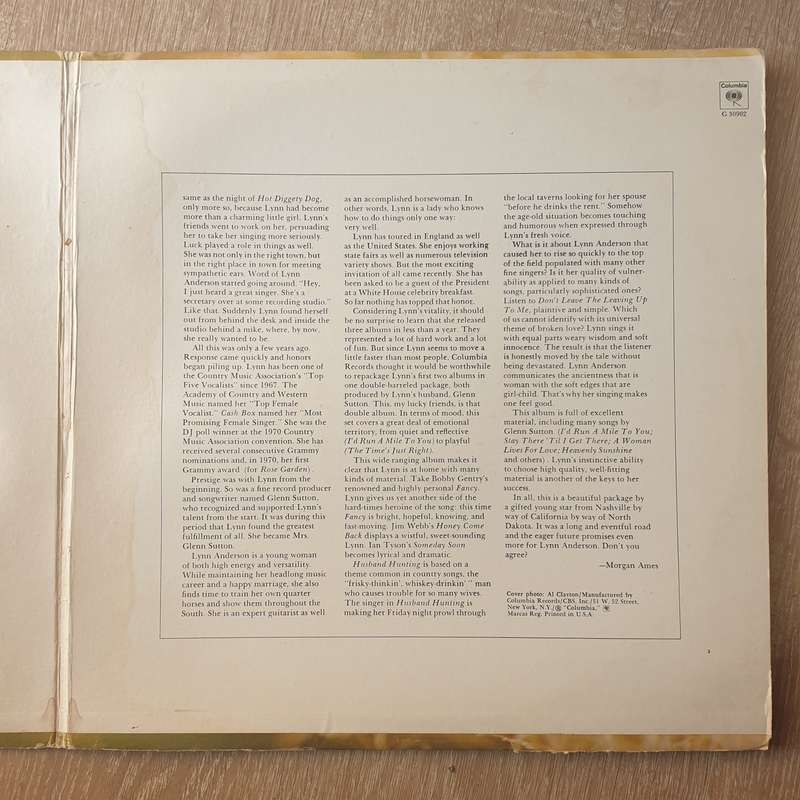 Columbia
G 30902
same as the night of Hot Diggety Dog,
only more so, because Lynn had become
more than a charming little girl. Lynn's
friends went to work on her, persuading
her to take her singing more seriously.
Luck played a role in things as well.
She was not only in the right town, but
in the right place in town for meeting
sympathetic ears. Word of Lynn
Anderson started going around. "Hey,
I just heard a great singer. She's a
secretary over at some recording studio."
Like that. Suddenly Lynn found herself
out from behind the desk and inside the
studio behind a mike, where, by now,
she really wanted to be.
All this was only a few years ago.
Response came quickly and honors
began piling up. Lynn has been one of
the Country Music Association's "Top
Five Vocalists" since 1967. The
Academy of Country and Western
Music named her "Top Female
Vocalist." Cash Box named her "Most
Promising Female Singer." She was the
DJ poll winner at the 1970 Country
Music Association convention. She has
received several consecutive Grammy
nominations and, in 1970, her first
Grammy award (for Rose Garden).
Prestige was with Lynn from the
beginning. So was a fine record producer
and songwriter named Glenn Sutton,
who recognized and supported Lynn's
talent from the start. It was during this
period that Lynn found the greatest
fulfillment of all. She became Mrs.
Glenn Sutton.
Lynn Anderson is a young woman
of both high energy and versatility.
While maintaining her headlong music
career and a happy marriage, she also
finds time to train her own quarter
horses and show them throughout the
South. She is an expert guitarist as well
as an accomplished horsewoman. In
other words, Lynn is a lady who knows
how to do things only one way:
very well.
Lynn has toured in England as well
as the United States. She enjoys working
state fairs as well as numerous television
variety shows. But the most exciting
invitation of all came recently. She has
been asked to be a guest of the President
at a White House celebrity breakfast.
So far nothing has topped that honor.
Considering Lynn's vitality, it should
be no surprise to learn that she released
three albums in less than a year. They
represented a lot of hard work and a lot
of fun. But since Lynn seems to move a
little faster than most people, Columbia
Records thought it would be worthwhile
to repackage Lynn's first two albums in
one double-barreled package, both
produced by Lynn's husband, Glenn
Sutton. This, my lucky friends, is that
double album. In terms of mood, this
set covers a great deal of emotional
territory, from quiet and reflective
(I'd Run A Mile To You) to playful
(The Time's Just Right).
This wide ranging album makes it
clear that Lynn is at home with many
kinds of material. Take Bobby Gentry's
renowned and highly personal Fancy.
Lynn gives us yet another side of the
hard-times heroine of the song: this time
Fancy is bright, hopeful, knowing, and
fast-moving. Jim Webb's Honey Come
Back displays a wistful, sweet-sounding
Lynn. Ian Tyson's Someday Soon
becomes lyrical and dramatic.
Husband Hunting is based on a
theme common in country songs, the
"frisky-thinkin', whiskey-drinkin' " man
who causes trouble for so many wives.
The singer in Husband Hunting is
making her Friday night prowl through
the local taverns looking for her spouse
"before he drinks the rent." Somehow
the age-old situation becomes touching
and humorous when expressed through
Lynn's fresh voice.
What is it about Lynn Anderson that
caused her to rise so quickly to the top
of the field populated with many other
fine singers? Is it her quality of vulner-
ability as applied to many kinds of
songs, particularly sophisticated ones?
Listen to Don't Leave The Leaving Up
To Me, plaintive and simple. Which
of us cannot identify with its universal
theme of broken love? Lynn sings it
with equal parts weary wisdom and soft
innocence. The result is that the listener
is honestly moved by the tale without
being devastated. Lynn Anderson
communicates the ancientness that is
woman with the soft edges that are
girl-child. That's why her singing makes
one feel good.
This album is full of excellent
material, including many songs by
Glenn Sutton (I'd Run A Mile To You;
Stay There 'Til I Get There; A Woman
Lives For Love; Heavenly Sunshine
and others). Lynn's instinctive ability
to choose high quality, well-fitting
material is another of the keys to her
success.
In all, this is a beautiful package by
a gifted young star from Nashville by
way of California by way of North
Dakota. It was a long and eventful road
and the eager future promises even
more for Lynn Anderson. Don't you
agree?
—Morgan Ames
Cover photo: Al Clayton/Manufactured by
Columbia Records/CBS, Inc./51 W. 52 Street,
New York, N.Y./® "Columbia,"
Marcas Reg. Printed in U.S.A.